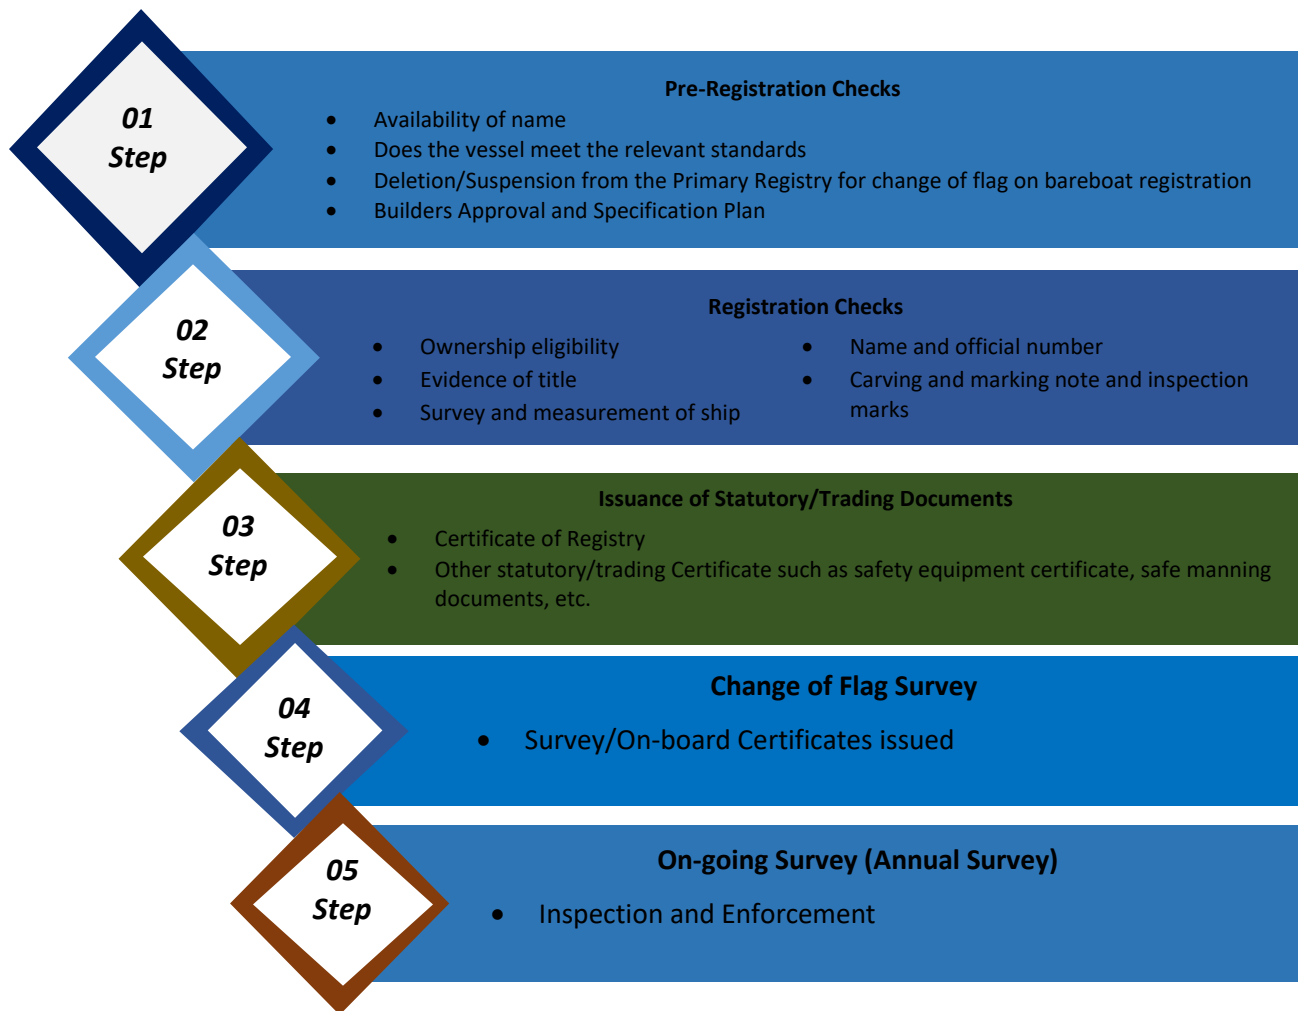 01
Step
Pre-Registration Checks
• Availability of name
• Does the vessel meet the relevant standards
• Deletion/Suspension from the Primary Registry for change of flag on bareboat registration
• Builders Approval and Specification Plan
02
Step
Registration Checks
• Ownership eligibility
• Evidence of title
• Survey and measurement of ship
• Name and official number
• Carving and marking note and inspection
marks
03
Step
Issuance of Statutory/Trading Documents
• Certificate of Registry
• Other statutory/trading Certificate such as safety equipment certificate, safe manning
documents, etc.
04
Step
Change of Flag Survey
• Survey/On-board Certificates issued
05
Step
On-going Survey (Annual Survey)
• Inspection and Enforcement